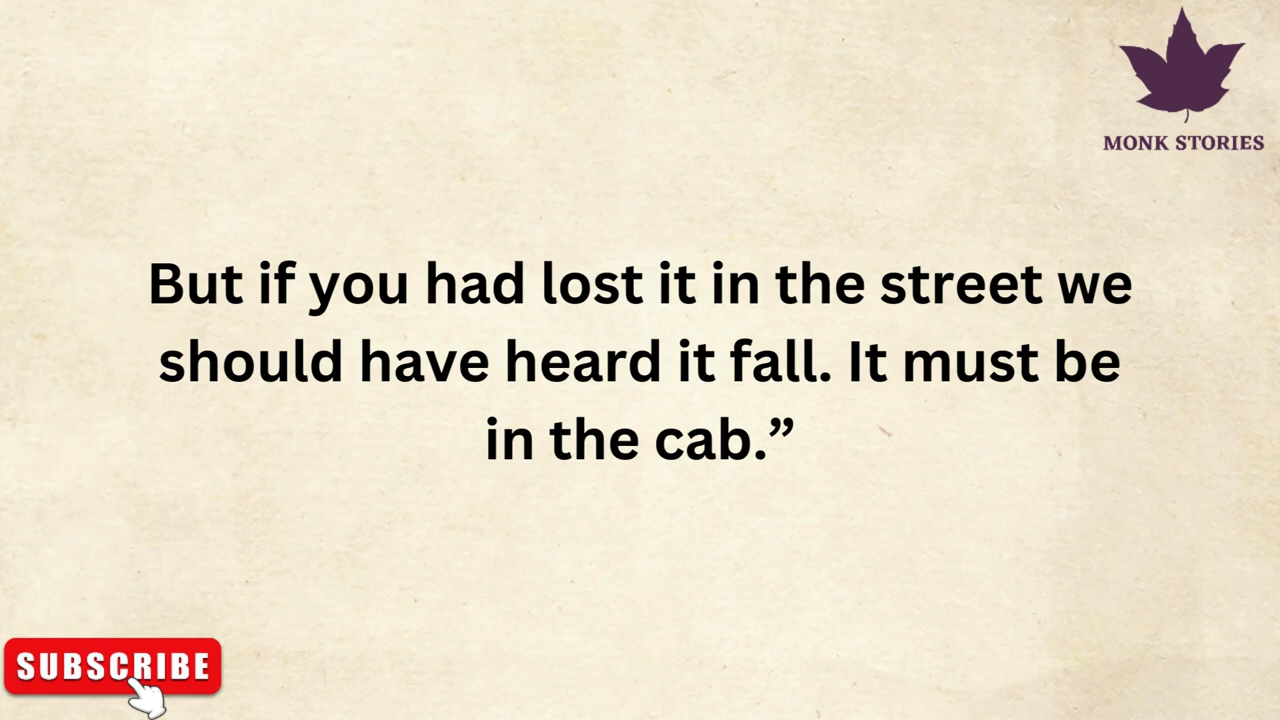 MONK STORIES
But if you had lost it in the street we
should have heard it fall. It must be
in the cab.”
SUBSCRIBE